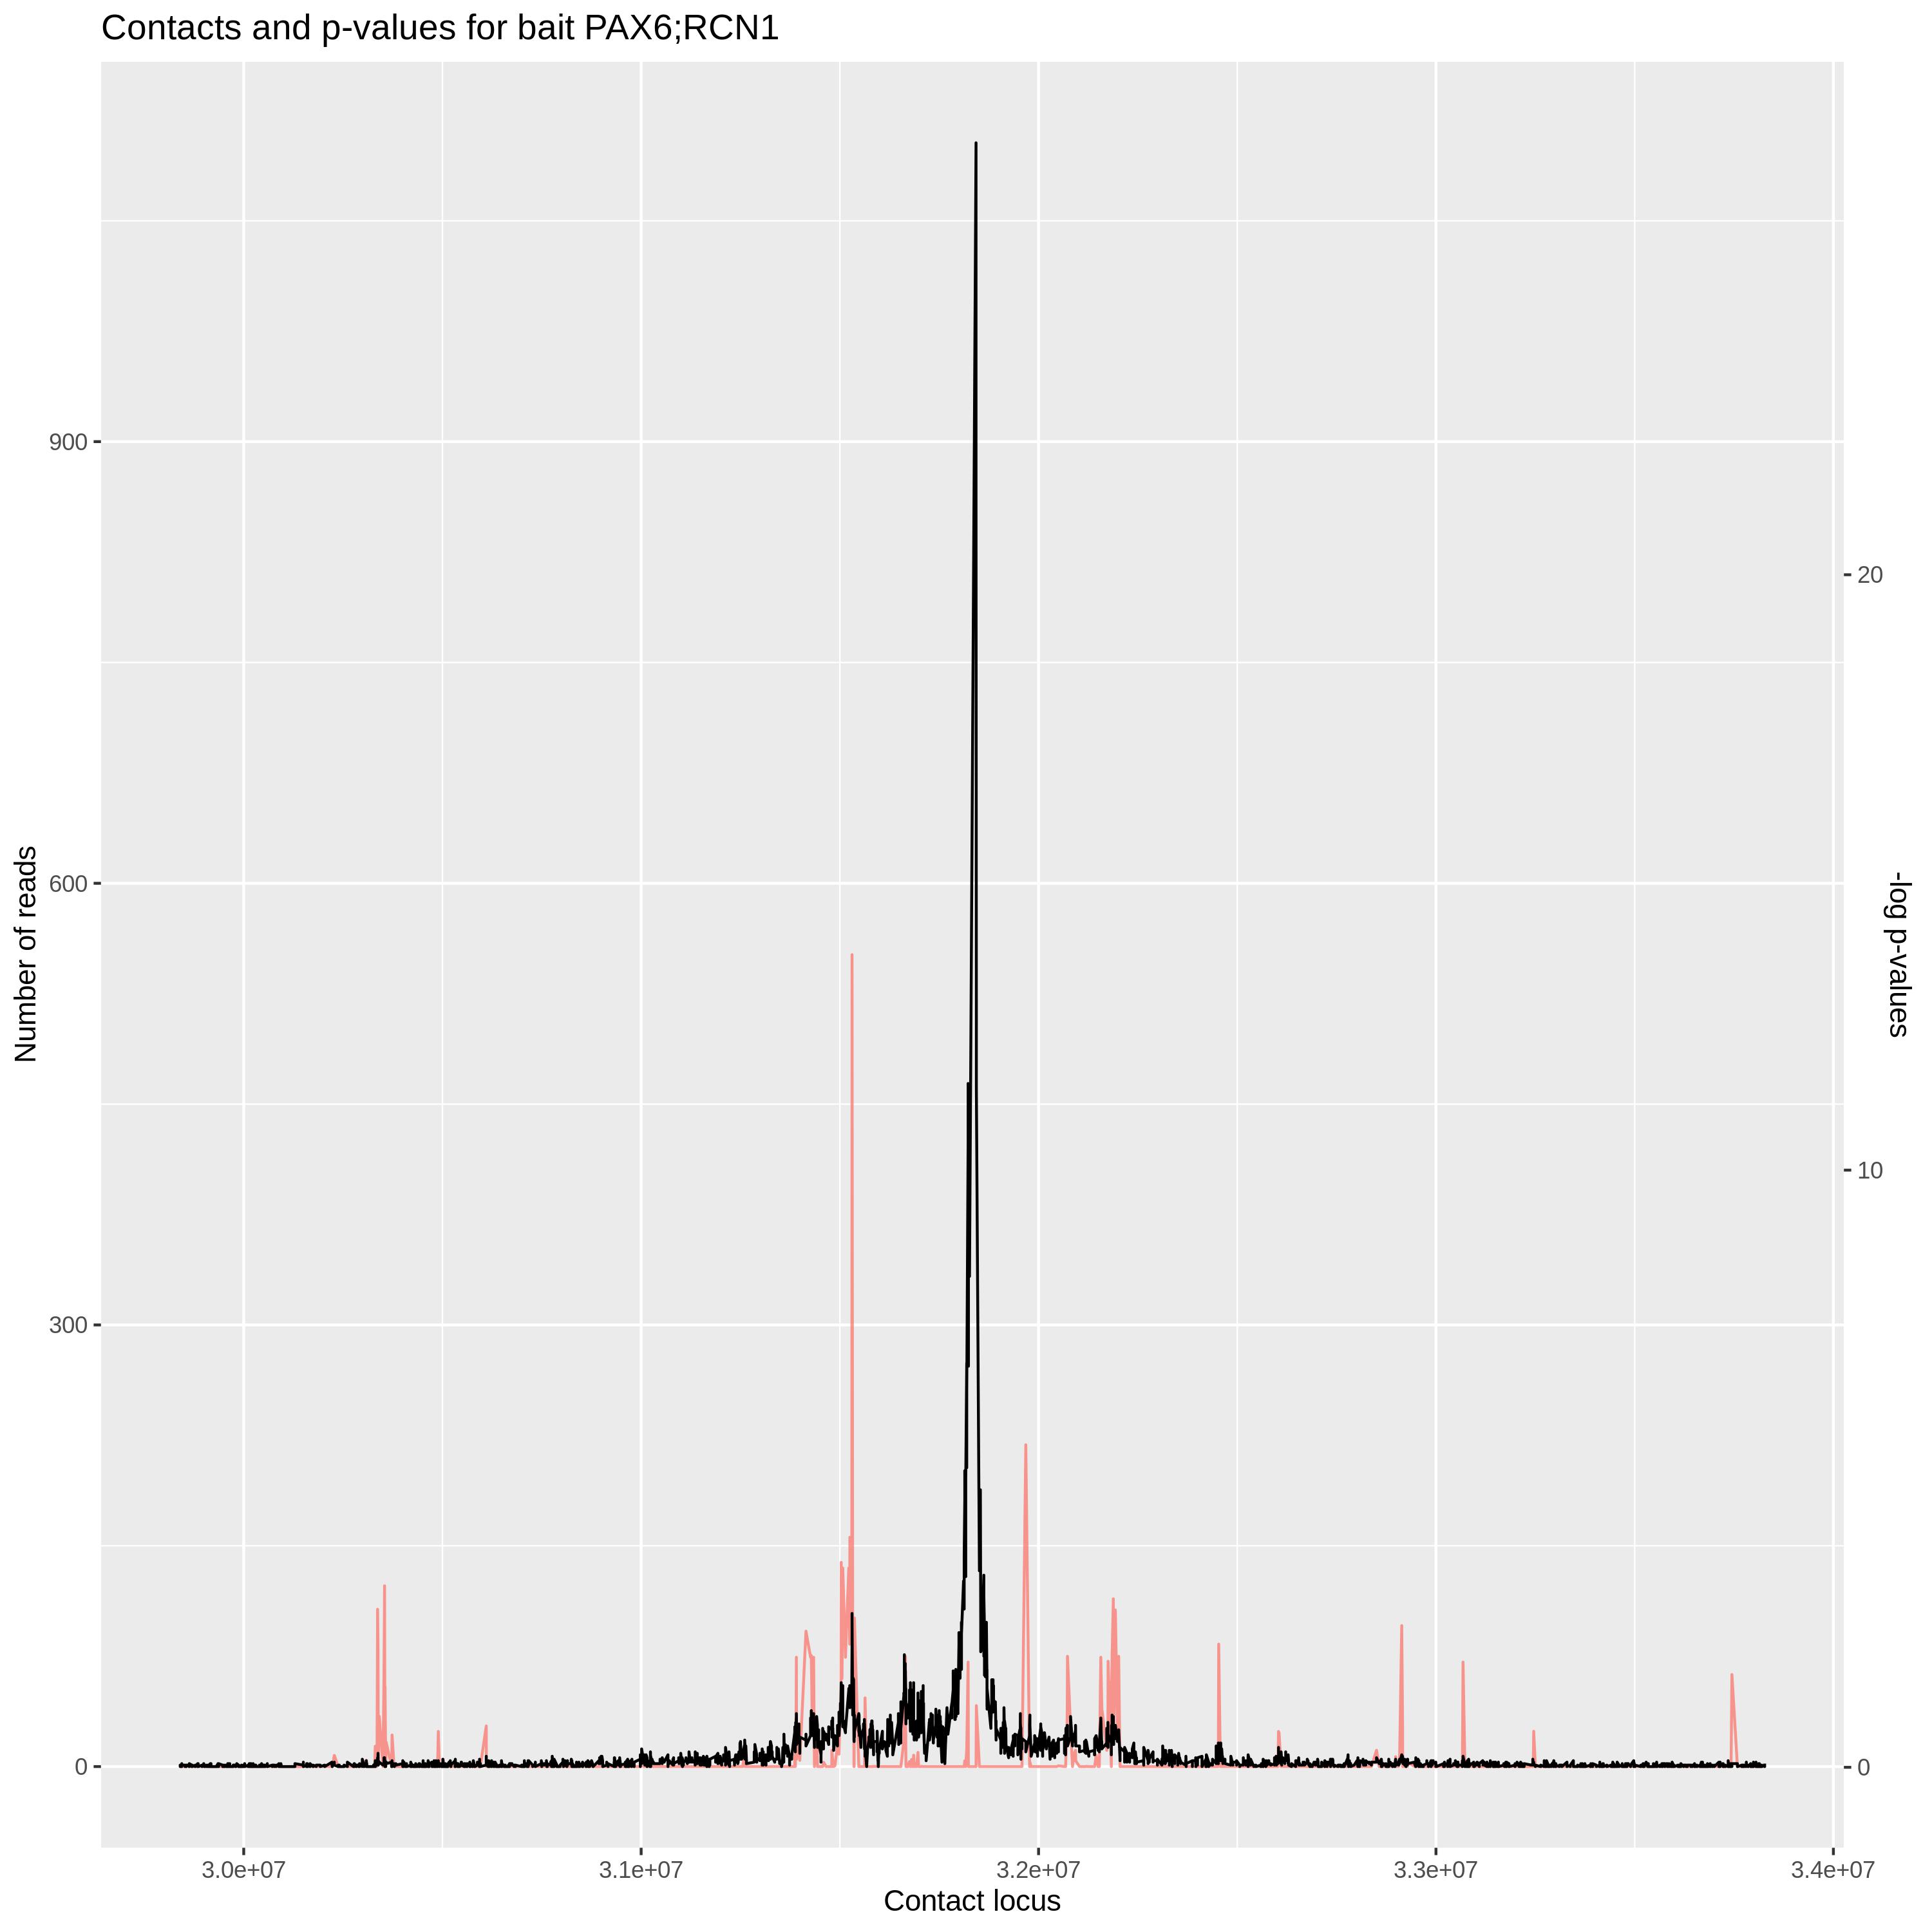 Contacts and p-values for bait PAX6;RCN1
900
600
300
0
Number of reads
20
10
0
-log p-values
3.0e+07
3.1e+07
3.2e+07
3.3e+07
3.4e+07
Contact locus